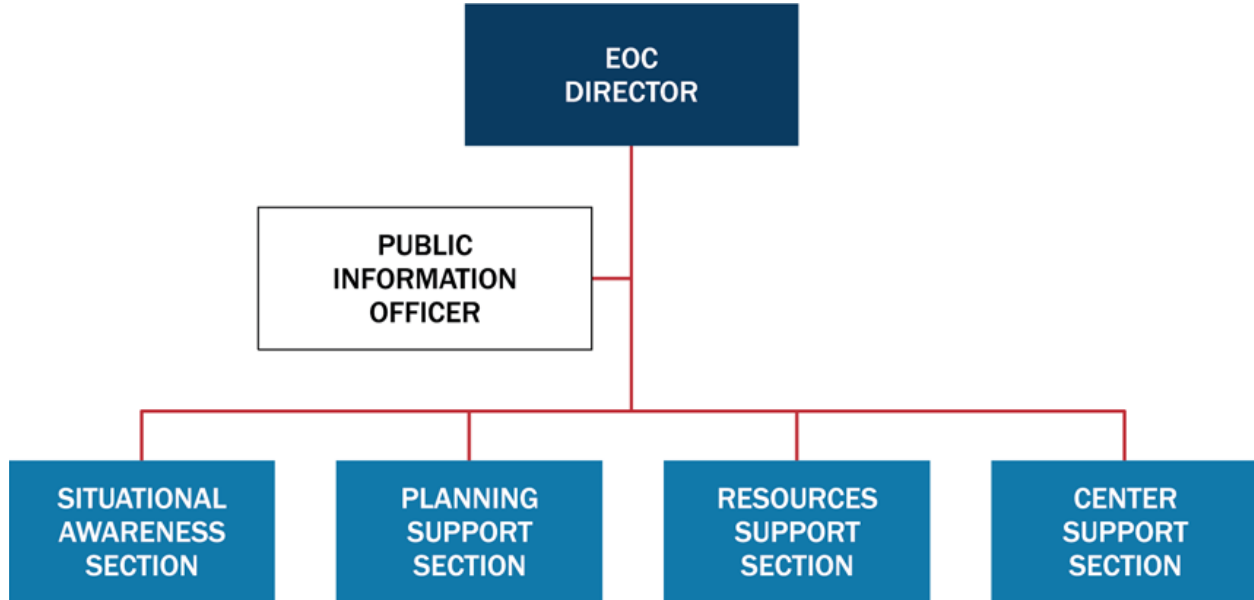 EOC
DIRECTOR
PUBLIC
INFORMATION
OFFICER
SITUATIONAL
AWARENESS
SECTION
PLANNING
SUPPORT
SECTION
RESOURCES
SUPPORT
SECTION
CENTER
SUPPORT
SECTION